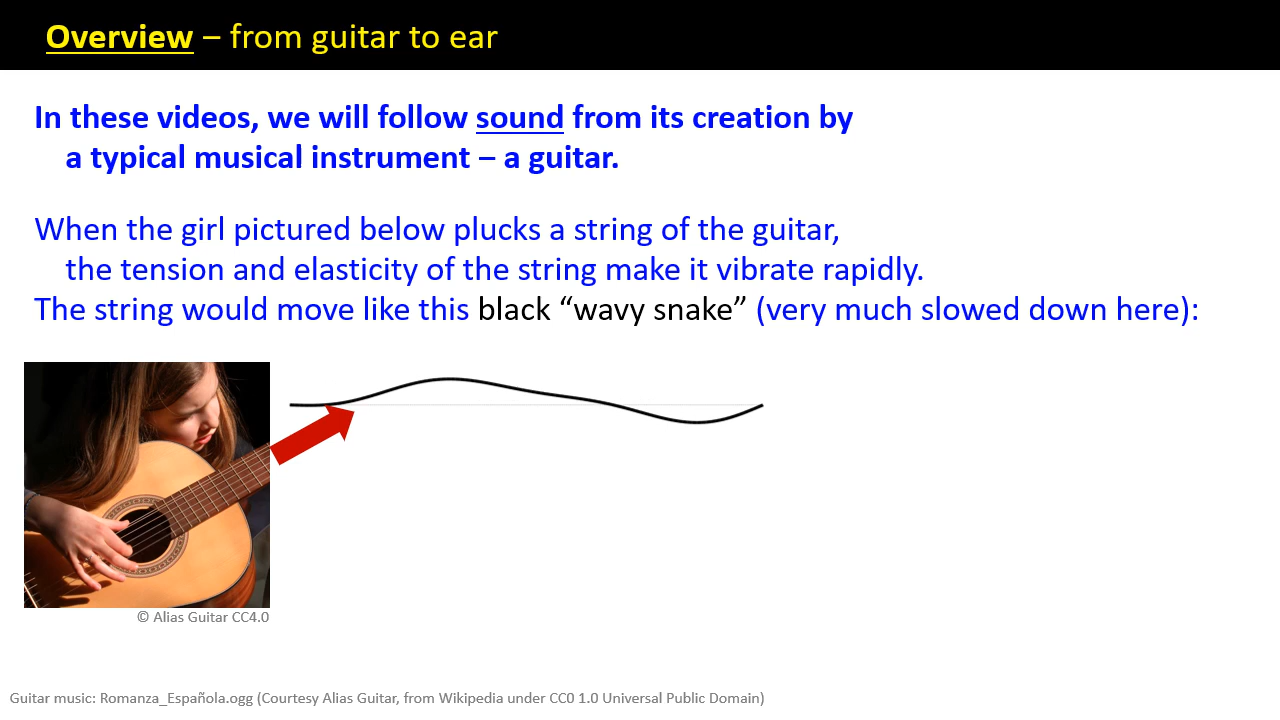 Overview – from guitar to ear
In these videos, we will follow sound from its creation by
a typical musical instrument – a guitar.
When the girl pictured below plucks a string of the guitar,
the tension and elasticity of the string make it vibrate rapidly.
The string would move like this black “wavy snake” (very much slowed down here):
© Alias Guitar CC4.0
Guitar music: Romanza_Española.ogg (Courtesy Alias Guitar, from Wikipedia under CC0 1.0 Universal Public Domain)